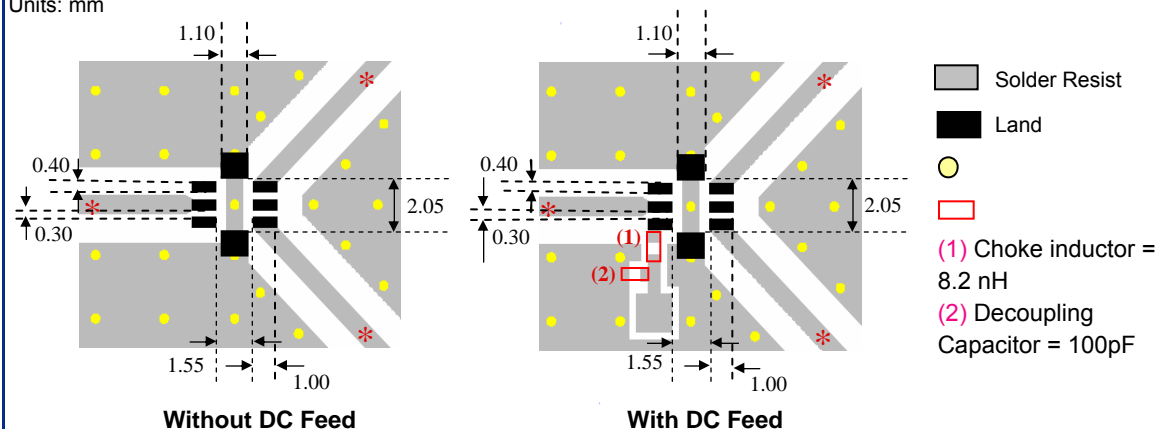 Units: mm
1.10
0.40
0.30
2.05
1.55
1.00
*
*
*
Without DC Feed
1.10
0.40
0.30
2.05
(1)
(2)
1.55
1.00
*
*
*
With DC Feed
Solder Resist
Land
(1) Choke inductor =
8.2 nH
(2) Decoupling
Capacitor = 100pF